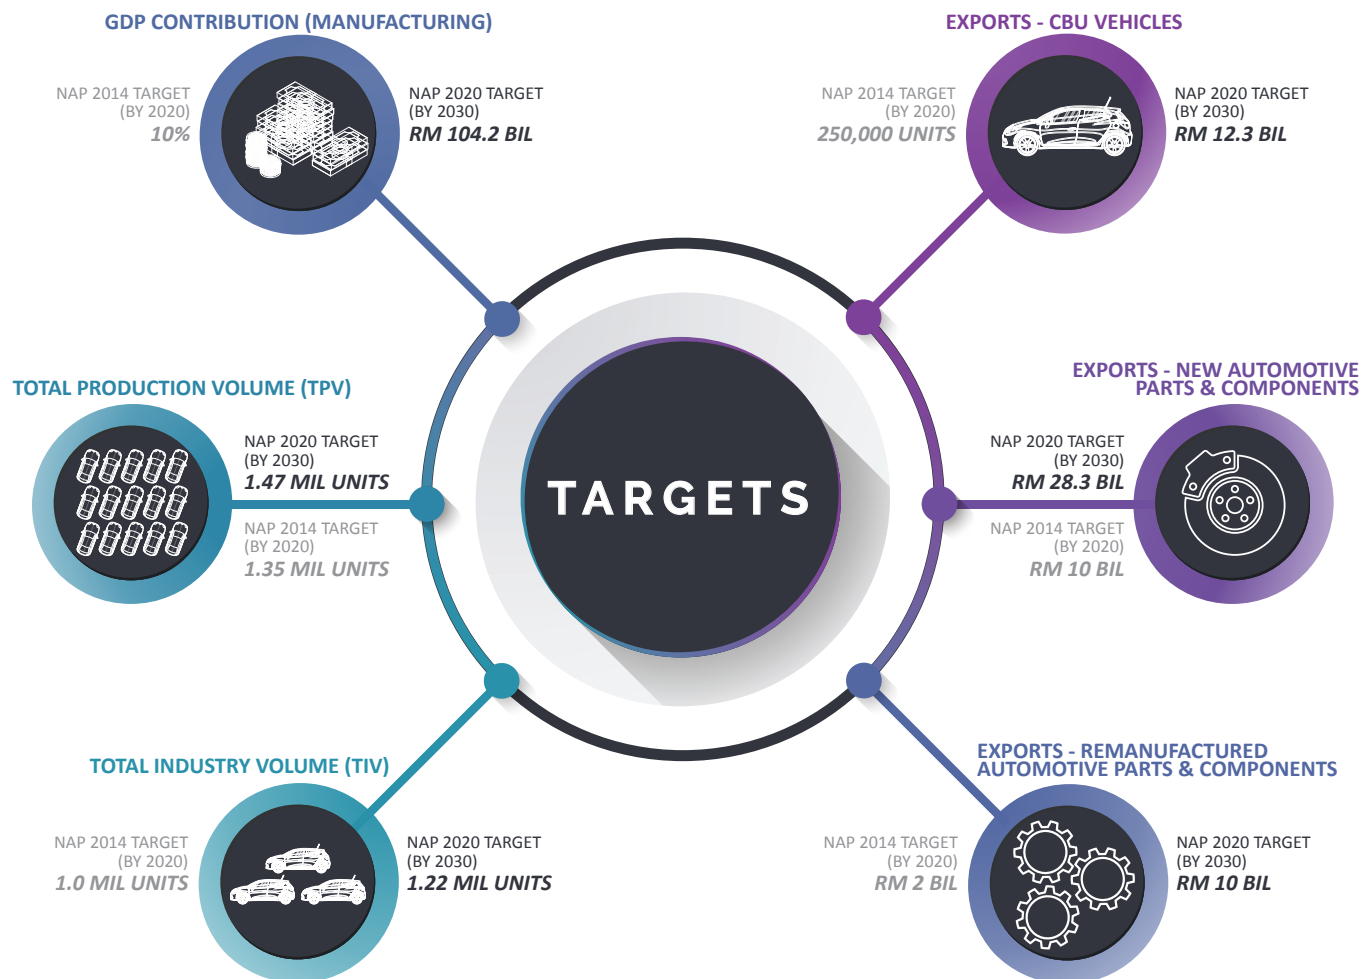 GDP CONTRIBUTION (MANUFACTURING)
NAP 2014 TARGET
(BY 2020)
10%
NAP 2020 TARGET
(BY 2030)
RM 104.2 BIL
EXPORTS - CBU VEHICLES
NAP 2014 TARGET
(BY 2020)
250,000 UNITS
NAP 2020 TARGET
(BY 2030)
RM 12.3 BIL
TOTAL PRODUCTION VOLUME (TPV)
NAP 2020 TARGET
(BY 2030)
1.47 MIL UNITS
NAP 2014 TARGET
(BY 2020)
1.35 MIL UNITS
TARGETS
EXPORTS - NEW AUTOMOTIVE
PARTS & COMPONENTS
NAP 2020 TARGET
(BY 2030)
RM 28.3 BIL
NAP 2014 TARGET
(BY 2020)
RM 10 BIL
TOTAL INDUSTRY VOLUME (TIV)
NAP 2014 TARGET
(BY 2020)
1.0 MIL UNITS
NAP 2020 TARGET
(BY 2030)
1.22 MIL UNITS
EXPORTS - REMANUFACTURED
AUTOMOTIVE PARTS & COMPONENTS
NAP 2014 TARGET
(BY 2020)
RM 2 BIL
NAP 2020 TARGET
(BY 2030)
RM 10 BIL